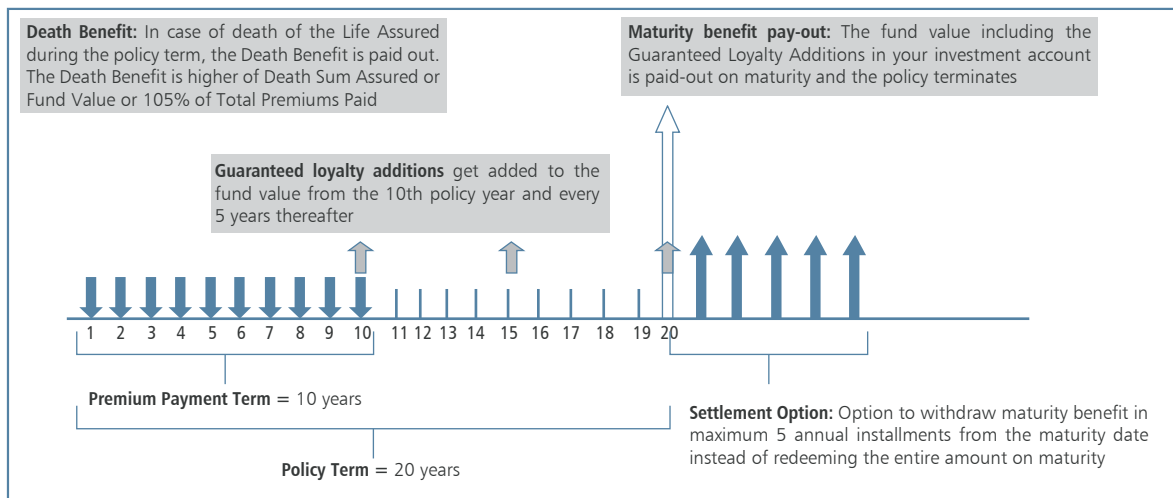 Death Benefit: In case of death of the Life Assured
during the policy term, the Death Benefit is paid out.
The Death Benefit is higher of Death Sum Assured or
Fund Value or 105% of Total Premiums Paid
Maturity benefit pay-out: The fund value including the
Guaranteed Loyalty Additions in your investment account
is paid-out on maturity and the policy terminates
Guaranteed loyalty additions get added to the
fund value from the 10th policy year and every
5 years thereafter
1 2 3 4 5 6 7 8 9 10 11 12 13 14 15 16 17 18 19 20
Premium Payment Term = 10 years
Policy Term = 20 years
Settlement Option: Option to withdraw maturity benefit in
maximum 5 annual installments from the maturity date
instead of redeeming the entire amount on maturity